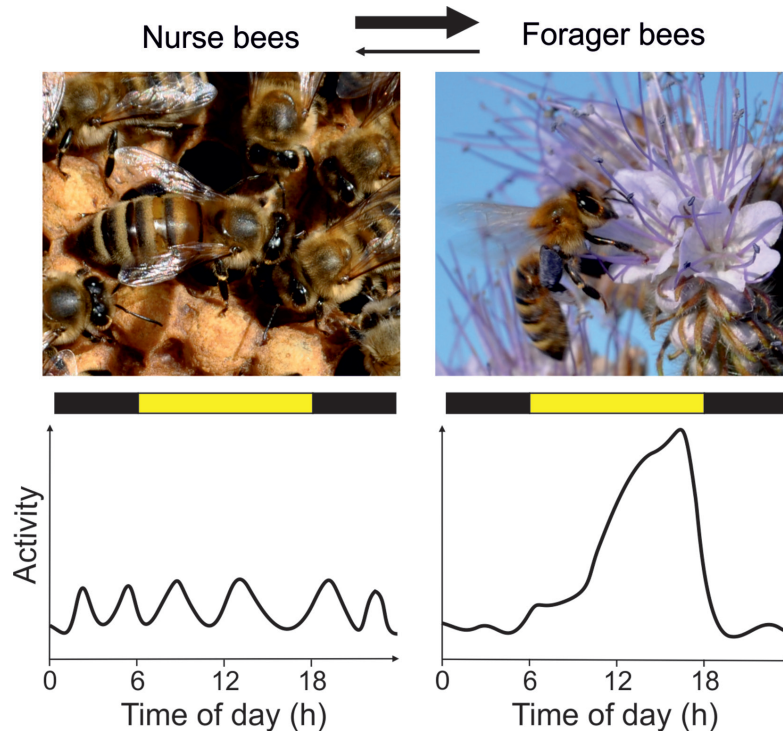 Nurse bees
Forager bees
Activity
0 6 12 18
Time of day (h)
0 6 12 18
Time of day (h)